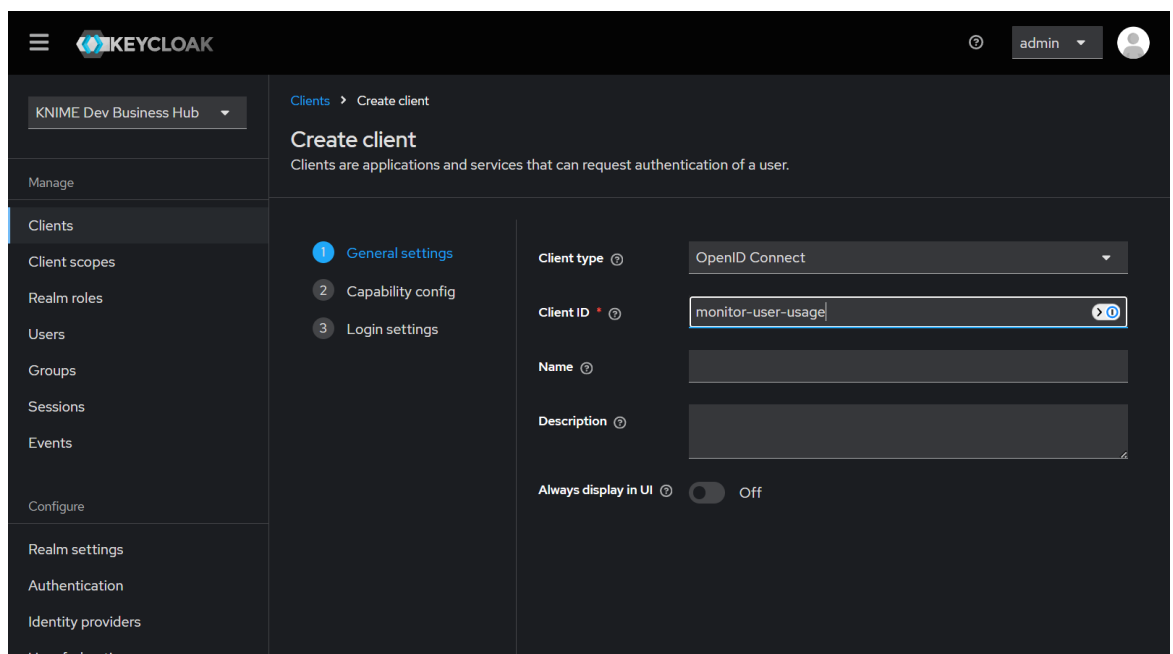 KEYCLOAK
admin
KNIME Dev Business Hub
Manage
Clients
Client scopes
Realm roles
Users
Groups
Sessions
Events
Configure
Realm settings
Authentication
Identity providers
Clients > Create client
Create client
Clients are applications and services that can request authentication of a user.
1 General settings
2 Capability config
3 Login settings
Client type
OpenID Connect
Client ID *
monitor-user-usage
Name
Description
Always display in UI
Off